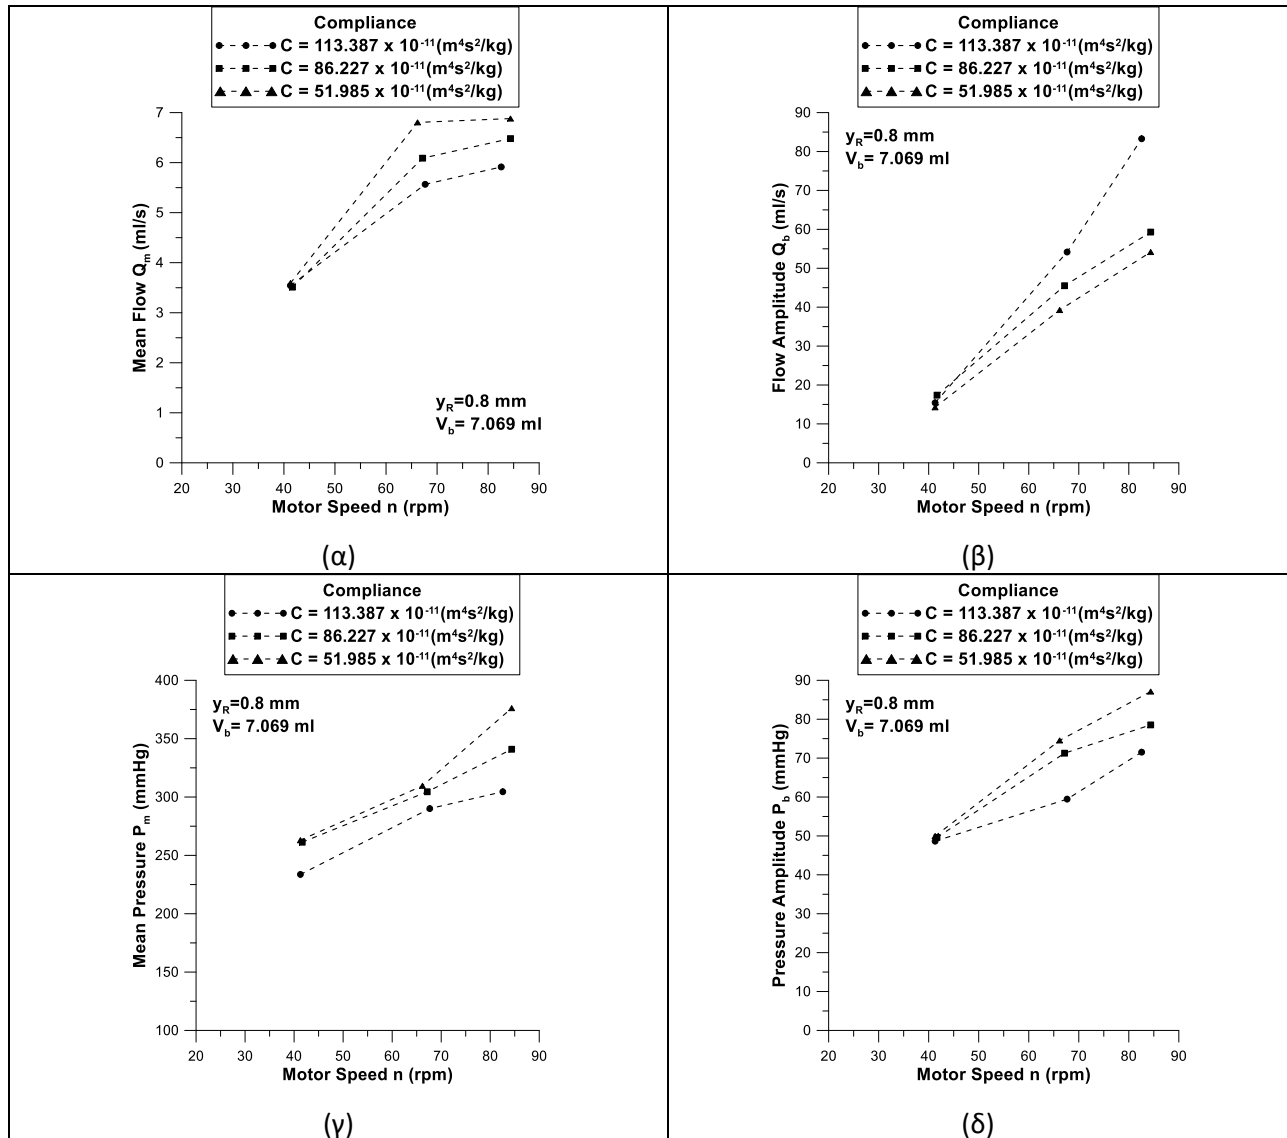 Compliance
C = 113.387 x 10⁻¹¹(m⁴s²/kg)
C = 86.227 x 10⁻¹¹(m⁴s²/kg)
C = 51.985 x 10⁻¹¹(m⁴s²/kg)
7
6
5
4
3
2
1
0
Mean Flow Qₘ (ml/s)
y_R=0.8 mm
V_b= 7.069 ml
20 30 40 50 60 70 80 90
Motor Speed n (rpm)
(α)
Compliance
C = 113.387 x 10⁻¹¹(m⁴s²/kg)
C = 86.227 x 10⁻¹¹(m⁴s²/kg)
C = 51.985 x 10⁻¹¹(m⁴s²/kg)
90
80
70
60
50
40
30
20
10
0
Flow Amplitude Q_b (ml/s)
y_R=0.8 mm
V_b= 7.069 ml
20 30 40 50 60 70 80 90
Motor Speed n (rpm)
(β)
Compliance
C = 113.387 x 10⁻¹¹(m⁴s²/kg)
C = 86.227 x 10⁻¹¹(m⁴s²/kg)
C = 51.985 x 10⁻¹¹(m⁴s²/kg)
400
350
300
250
200
150
100
Mean Pressure Pₘ (mmHg)
y_R=0.8 mm
V_b= 7.069 ml
20 30 40 50 60 70 80 90
Motor Speed n (rpm)
(γ)
Compliance
C = 113.387 x 10⁻¹¹(m⁴s²/kg)
C = 86.227 x 10⁻¹¹(m⁴s²/kg)
C = 51.985 x 10⁻¹¹(m⁴s²/kg)
90
80
70
60
50
40
30
20
10
0
Pressure Amplitude P_b (mmHg)
y_R=0.8 mm
V_b= 7.069 ml
20 30 40 50 60 70 80 90
Motor Speed n (rpm)
(δ)